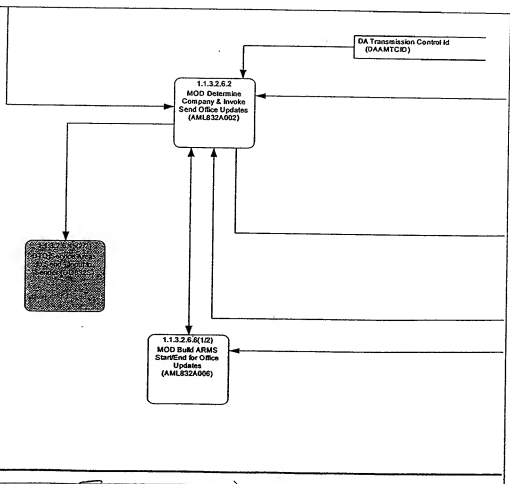 DA Transmission Control Id
(DAAMTCID)
1.1.3.2.6.2
MOD Determine
Company & Invoke
Send Office Updates
(AML832A002)
1.1.3.2.6.6(1/2)
MOD Build ARMS
Start/End for Office
Updates
(AML832A006)